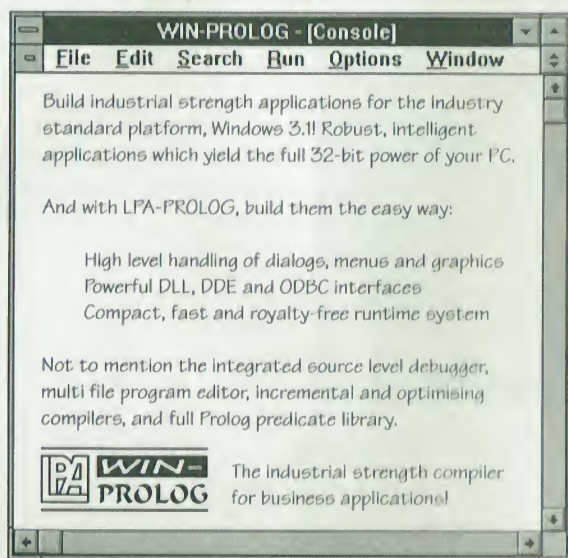 WIN-PROLOG - [Console]
File Edit Search Run Options Window
Build industrial strength applications for the industry
standard platform, Windows 3.1! Robust, intelligent
applications which yield the full 32-bit power of your PC.
And with LPA-PROLOG, build them the easy way:
High level handling of dialogs, menus and graphics
Powerful DLL, DDE and ODBC interfaces
Compact, fast and royalty-free runtime system
Not to mention the integrated source level debugger,
multi file program editor, incremental and optimising
compilers, and full Prolog predicate library.
LPA WIN-
PROLOG
The industrial strength compiler
for business applications!